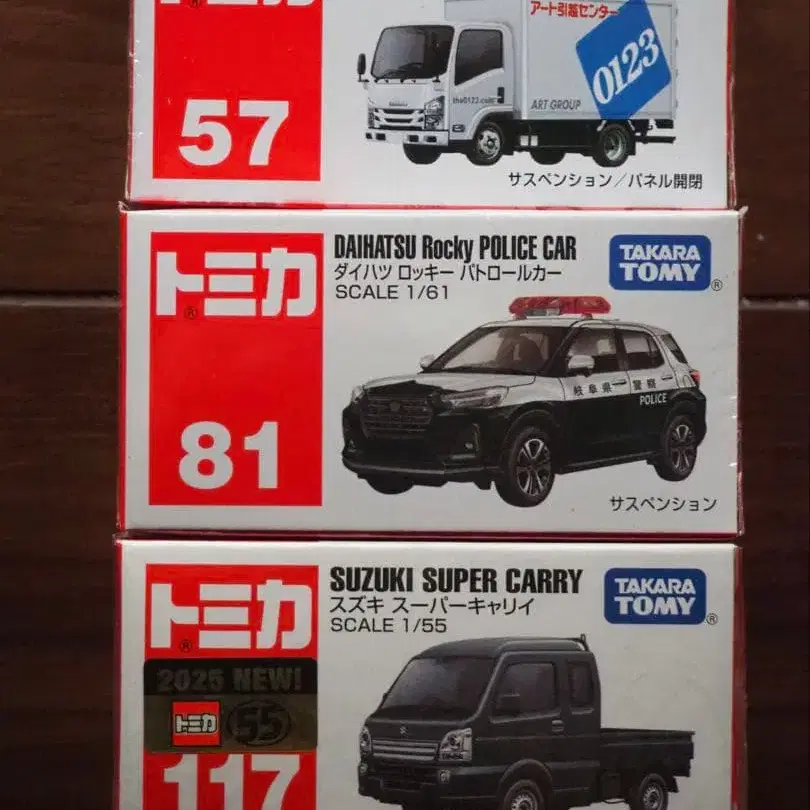 トミカ
57
アート引越センター
0123
the0123.com
ART GROUP
サスペンション/パネル開閉
トミカ
®
81
DAIHATSU Rocky POLICE CAR
ダイハツ ロッキー パトロールカー
SCALE 1/61
TAKARA
TOMY
®
岐阜県 警察
POLICE
サスペンション
トミカ
®
2025 NEW!
トミカ 55
117
SUZUKI SUPER CARRY
スズキ スーパーキャリイ
SCALE 1/55
TAKARA
TOMY
®